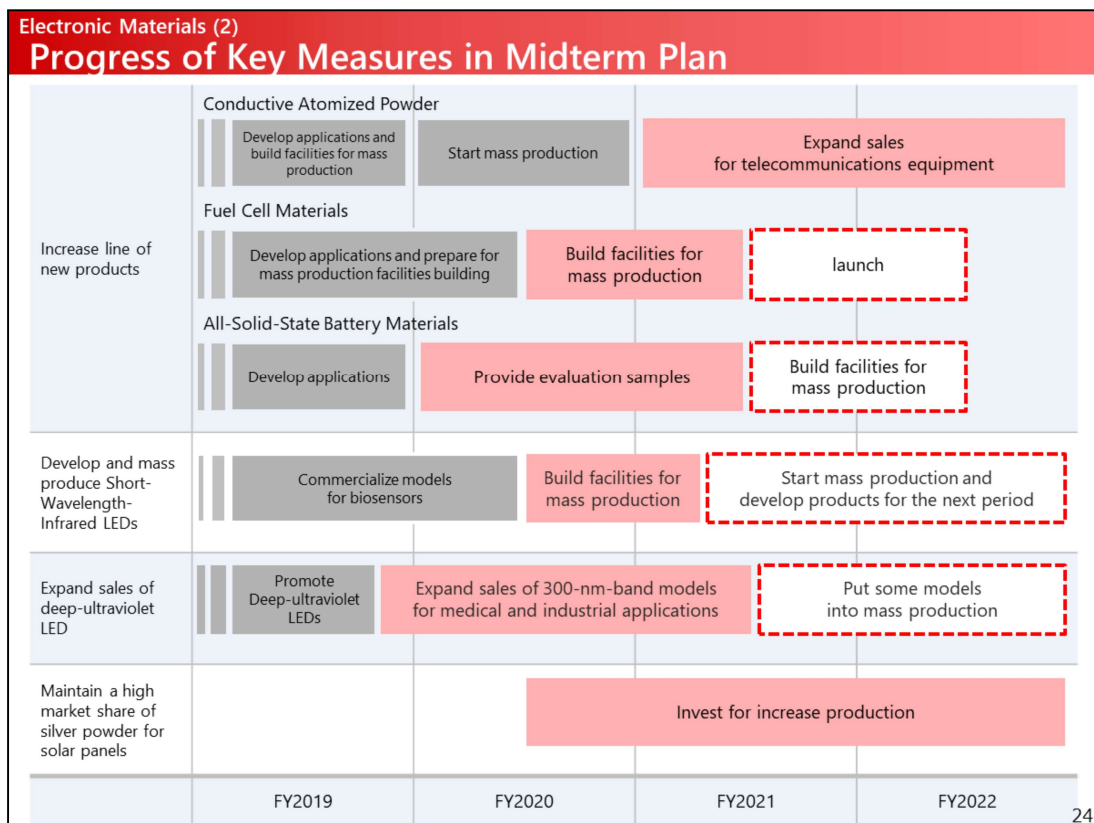 Electronic Materials (2)
Progress of Key Measures in Midterm Plan
Increase line of
new products
Conductive Atomized Powder
Develop applications and
build facilities for mass
production
Start mass production
Expand sales
for telecommunications equipment
Fuel Cell Materials
Develop applications and prepare for
mass production facilities building
Build facilities for
mass production
launch
All-Solid-State Battery Materials
Develop applications
Provide evaluation samples
Build facilities for
mass production
Develop and mass
produce Short-
Wavelength-
Infrared LEDs
Commercialize models
for biosensors
Build facilities for
mass production
Start mass production and
develop products for the next period
Expand sales of
deep-ultraviolet
LED
Promote
Deep-ultraviolet
LEDs
Expand sales of 300-nm-band models
for medical and industrial applications
Put some models
into mass production
Maintain a high
market share of
silver powder for
solar panels
Invest for increase production
FY2019
FY2020
FY2021
FY2022
24